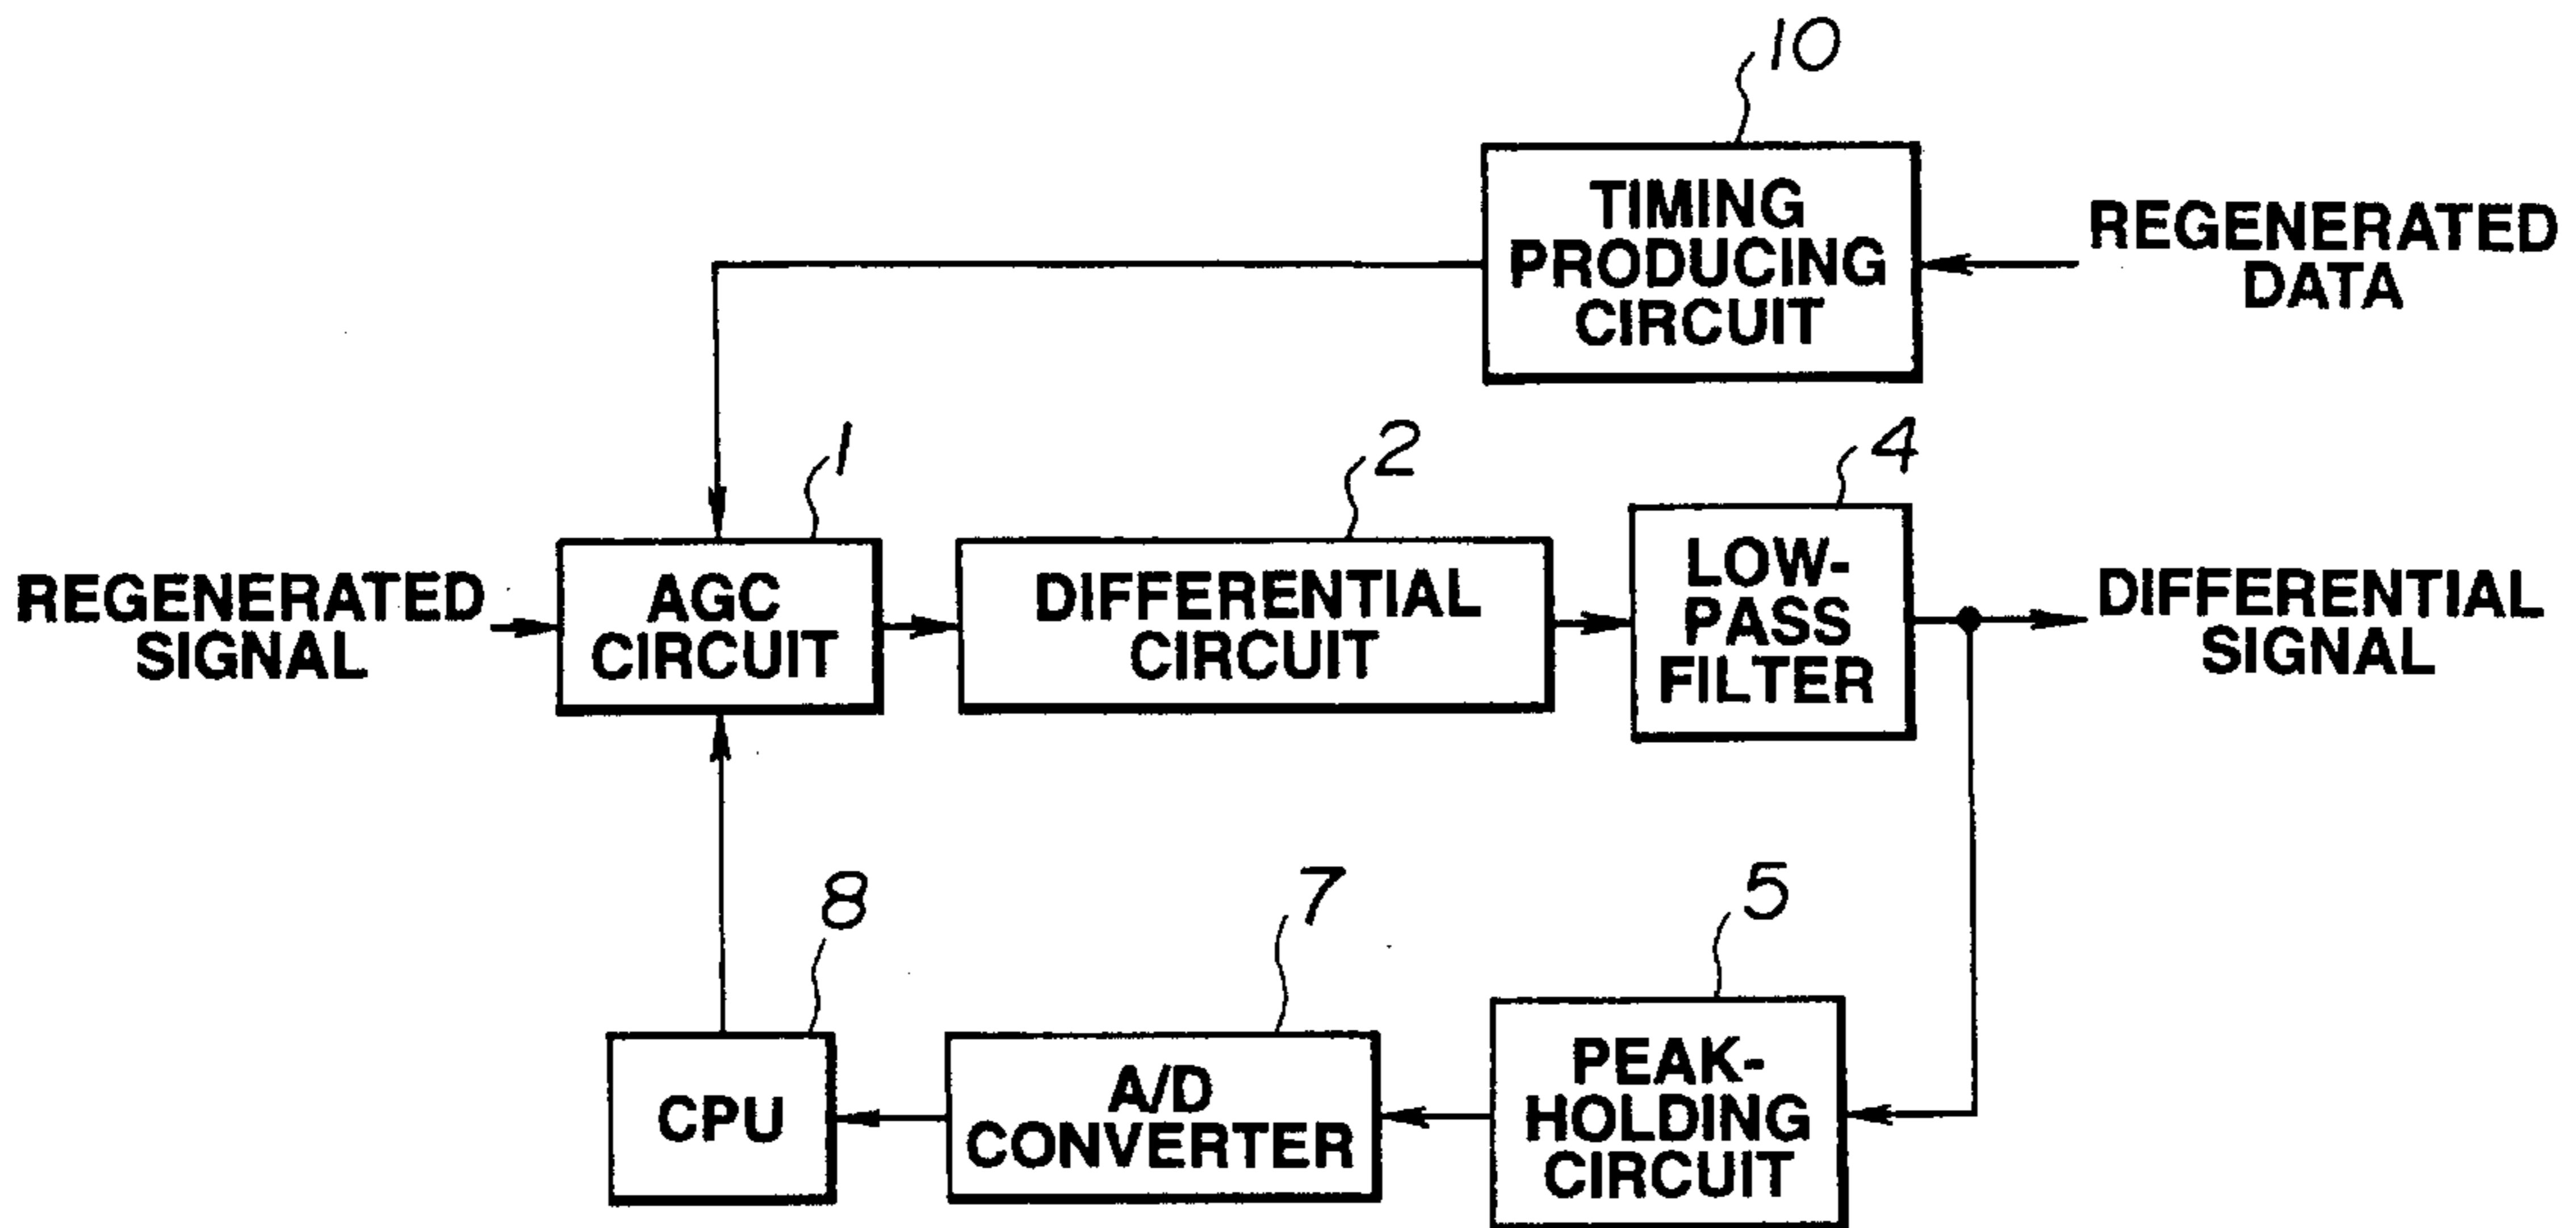 10
TIMING
PRODUCING
CIRCUIT
REGENERATED
DATA
1
2
4
REGENERATED
SIGNAL
AGC
CIRCUIT
DIFFERENTIAL
CIRCUIT
LOW-
PASS
FILTER
DIFFERENTIAL
SIGNAL
8
7
5
CPU
A/D
CONVERTER
PEAK-
HOLDING
CIRCUIT